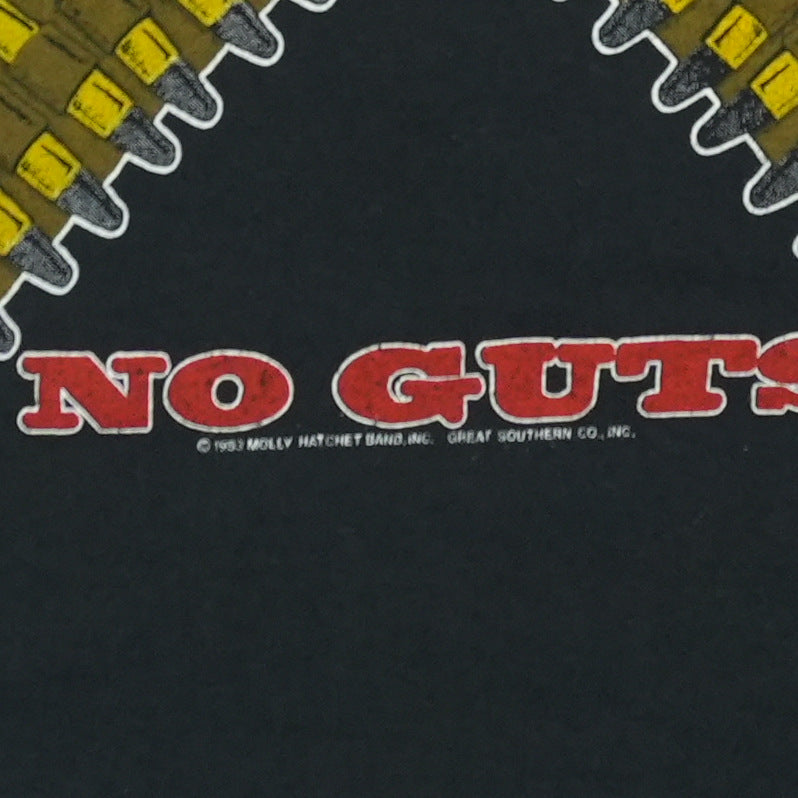 NO GUTS
© 1983 MOLLY HATCHET BAND, INC. GREAT SOUTHERN CO., INC.